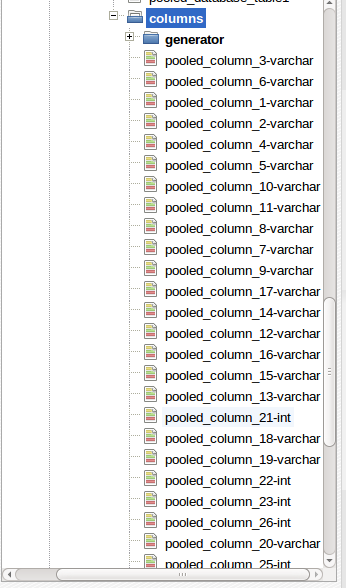 pooled_database_table1
columns
generator
pooled_column_3-varchar
pooled_column_6-varchar
pooled_column_1-varchar
pooled_column_2-varchar
pooled_column_4-varchar
pooled_column_5-varchar
pooled_column_10-varchar
pooled_column_11-varchar
pooled_column_8-varchar
pooled_column_7-varchar
pooled_column_9-varchar
pooled_column_17-varchar
pooled_column_14-varchar
pooled_column_12-varchar
pooled_column_16-varchar
pooled_column_15-varchar
pooled_column_13-varchar
pooled_column_21-int
pooled_column_18-varchar
pooled_column_19-varchar
pooled_column_22-int
pooled_column_23-int
pooled_column_26-int
pooled_column_20-varchar
pooled_column_25-int